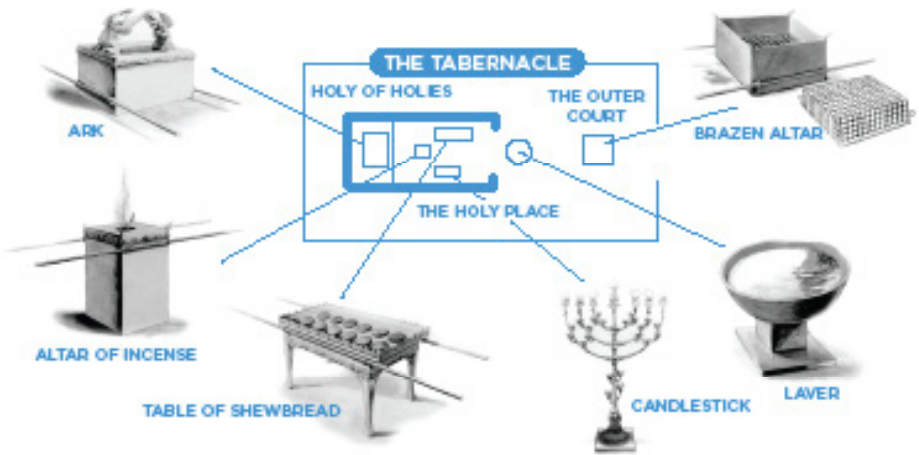 THE TABERNACLE
HOLY OF HOLIES
THE OUTER
COURT
ARK
BRAZEN ALTAR
THE HOLY PLACE
ALTAR OF INCENSE
TABLE OF SHEWBREAD
CANDLESTICK
LAVER